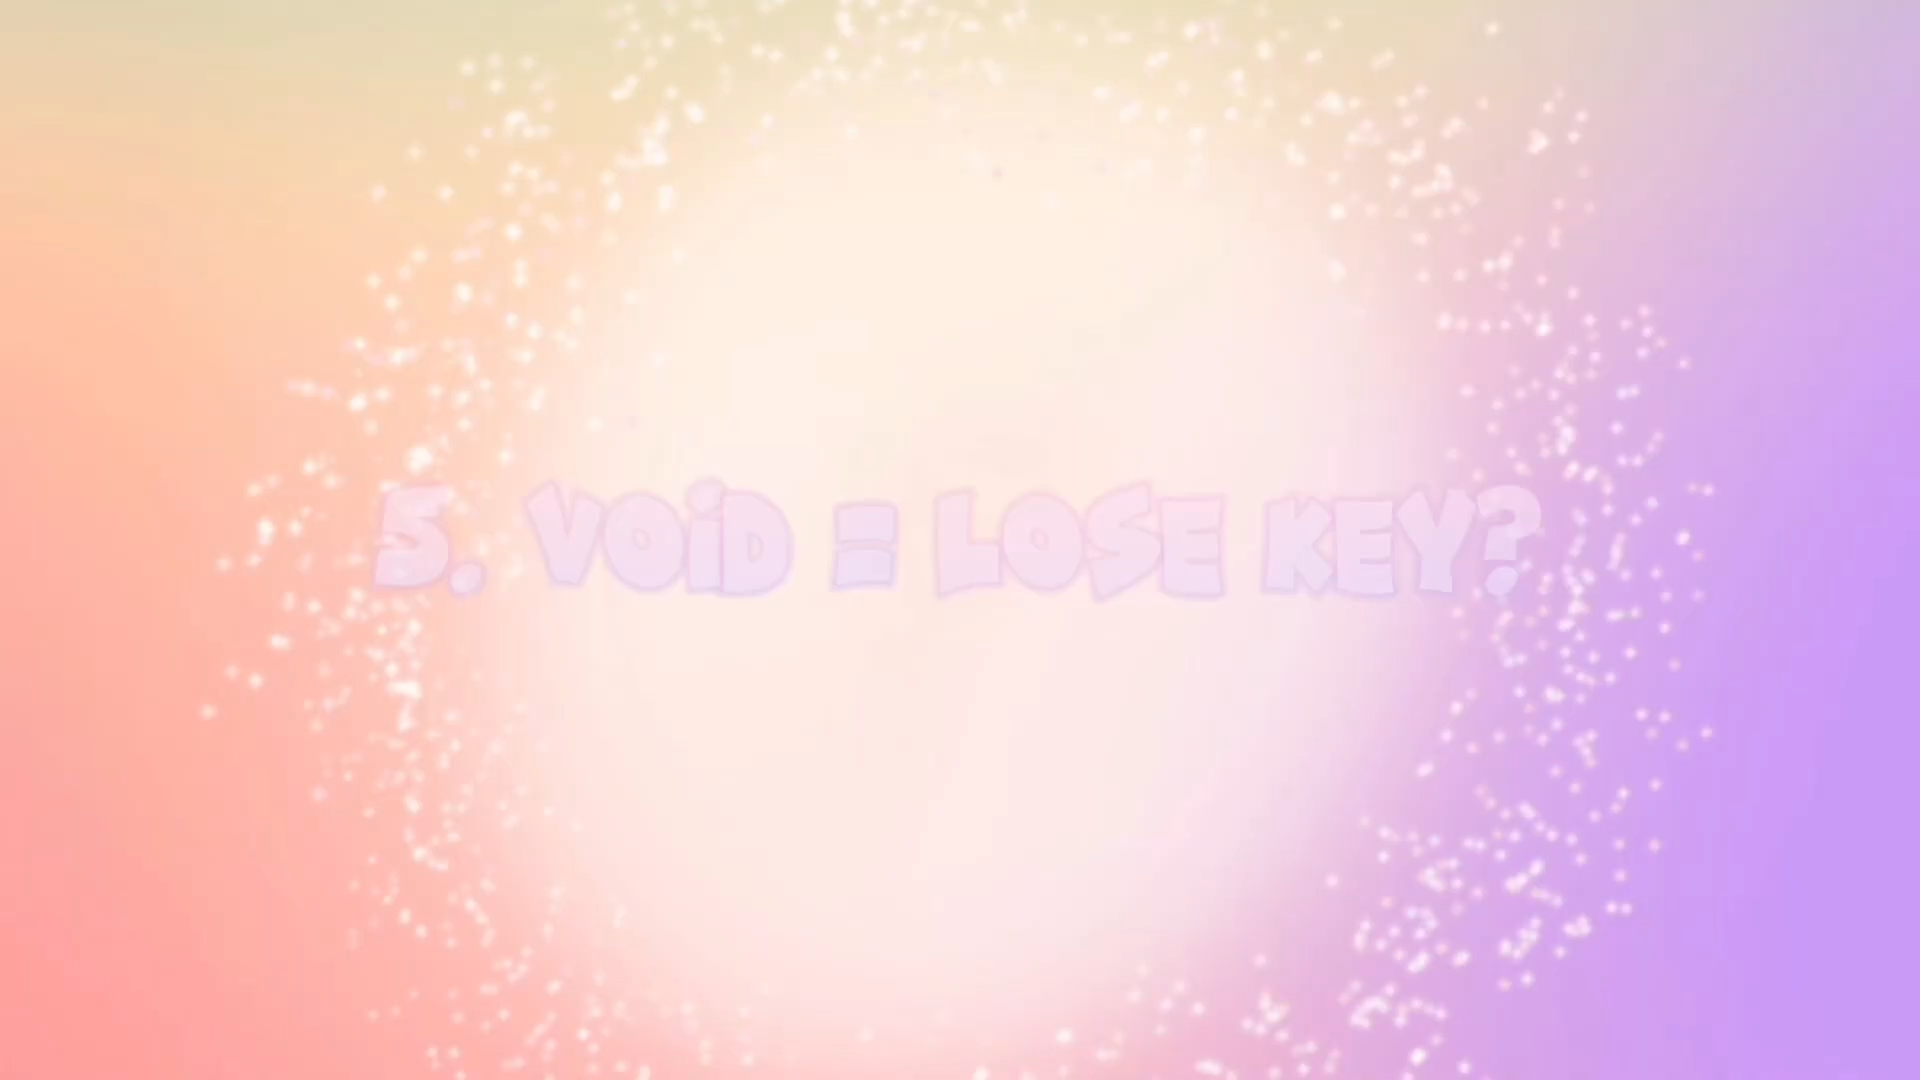 5. VOiD = LOSE KEY?